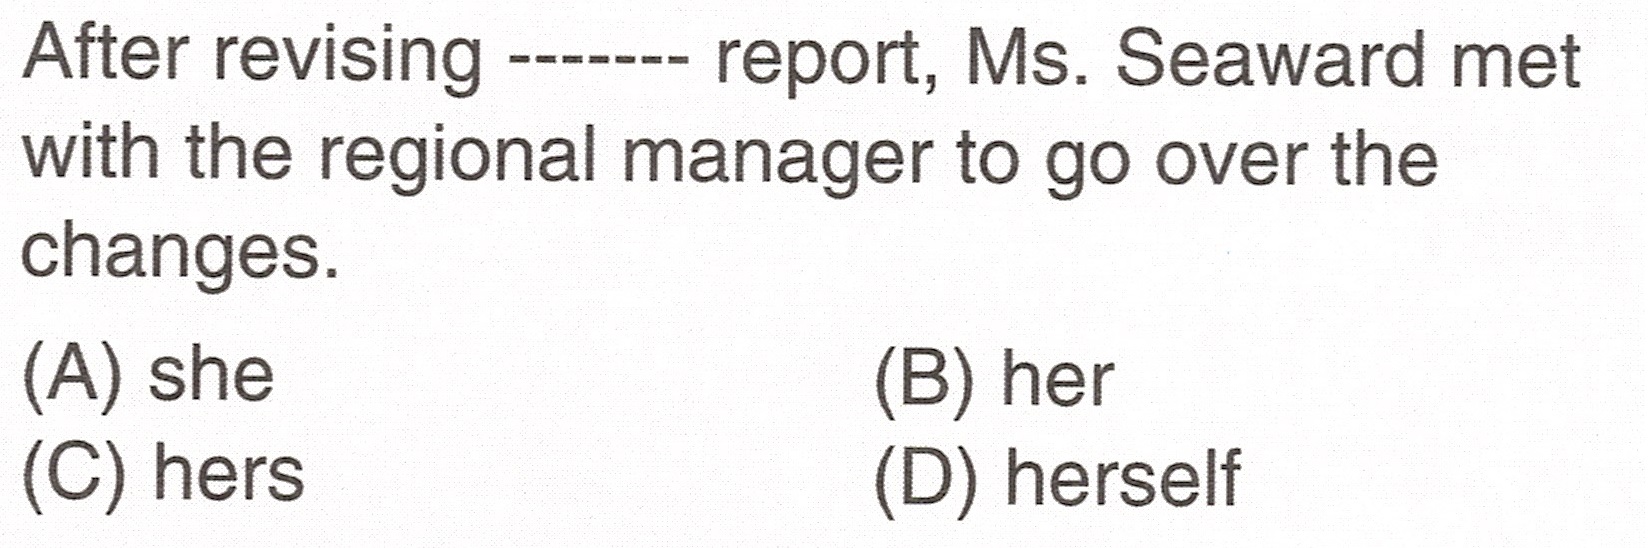 After revising ------- report, Ms. Seaward met
with the regional manager to go over the
changes.
(A) she (B) her
(C) hers (D) herself